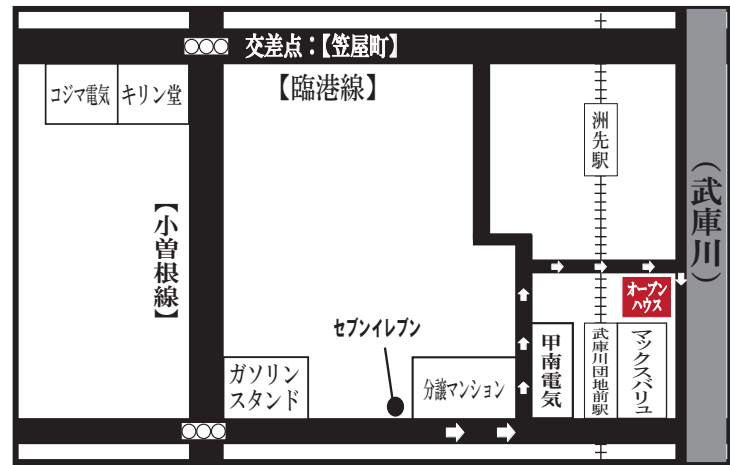 交差点：【笠屋町】
【臨港線】
コジマ電気
キリン堂
洲先駅
（武庫川）
【小曽根線】
オープン
ハウス
セブンイレブン
ガソリン
スタンド
分譲マンション
甲南電気
武庫川団地前駅
マックスバリュ